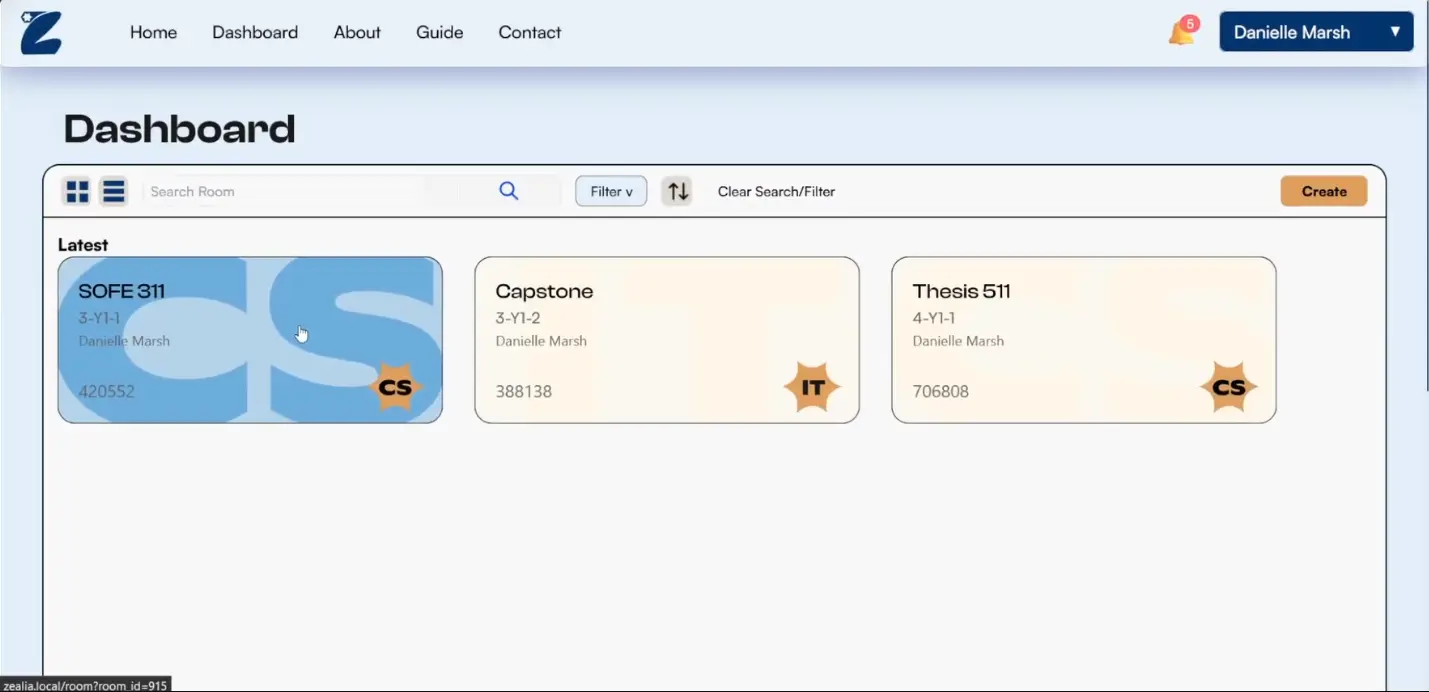 Home Dashboard About Guide Contact 5 Danielle Marsh ▼
Dashboard
Search Room Filter v Clear Search/Filter Create
Latest
SOFE 311
3-Y1-1
Danielle Marsh
420552
CS
Capstone
3-Y1-2
Danielle Marsh
388138
IT
Thesis 511
4-Y1-1
Danielle Marsh
706808
CS
zealia.local/room?room_id=915